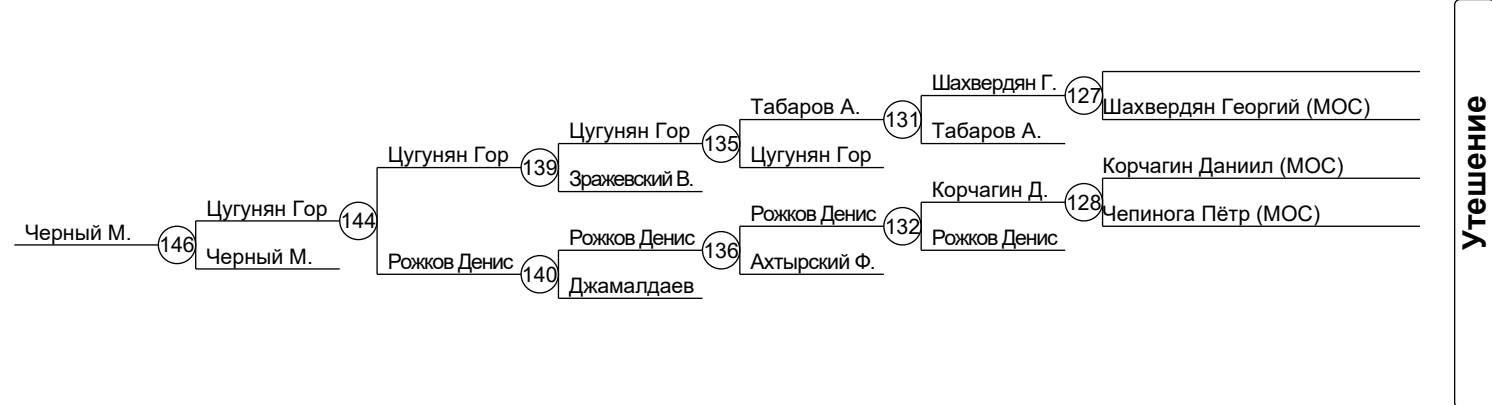 Шахвердян Г.
127
Табаров А.
Шахвердян Георгий (МОС)
131
Цугунян Гор
Табаров А.
135
Цугунян Гор
Цугунян Гор
139
Зражевский В.
Корчагин Даниил (МОС)
Корчагин Д.
128
Чепинога Пётр (МОС)
Цугунян Гор
144
Рожков Денис
132
Рожков Денис
Черный М.
146
Черный М.
Рожков Денис
136
Ахтырский Ф.
Рожков Денис
140
Джамалдаев
Утешение